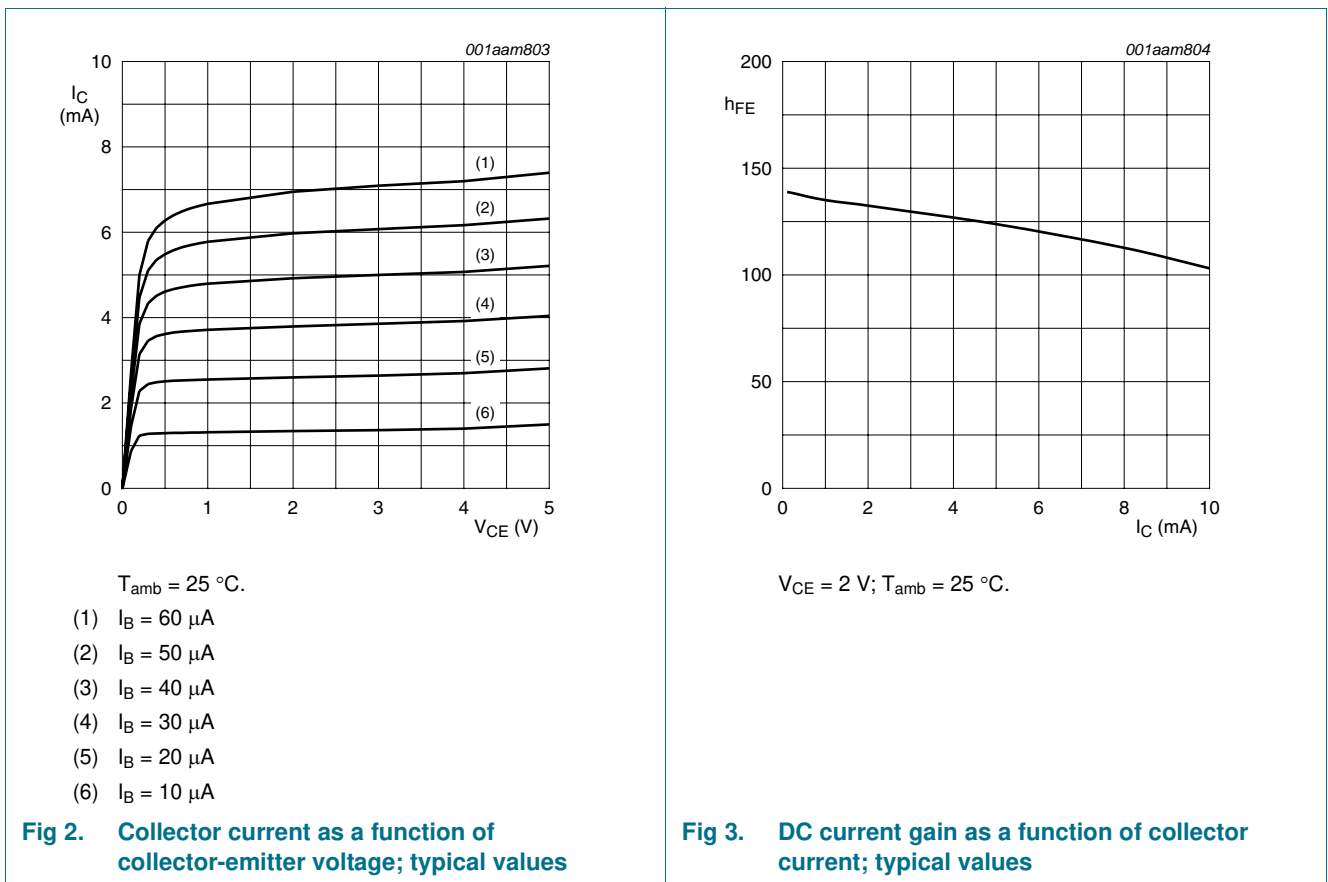 001aam803
10
I_C
(mA)
8
6
4
2
0
(1)
(2)
(3)
(4)
(5)
(6)
0 1 2 3 4 5
V_CE (V)
T_amb = 25 °C.
(1) I_B = 60 μA
(2) I_B = 50 μA
(3) I_B = 40 μA
(4) I_B = 30 μA
(5) I_B = 20 μA
(6) I_B = 10 μA
Fig 2. Collector current as a function of
collector-emitter voltage; typical values
001aam804
200
h_FE
150
100
50
0
0 2 4 6 8 10
I_C (mA)
V_CE = 2 V; T_amb = 25 °C.
Fig 3. DC current gain as a function of collector
current; typical values